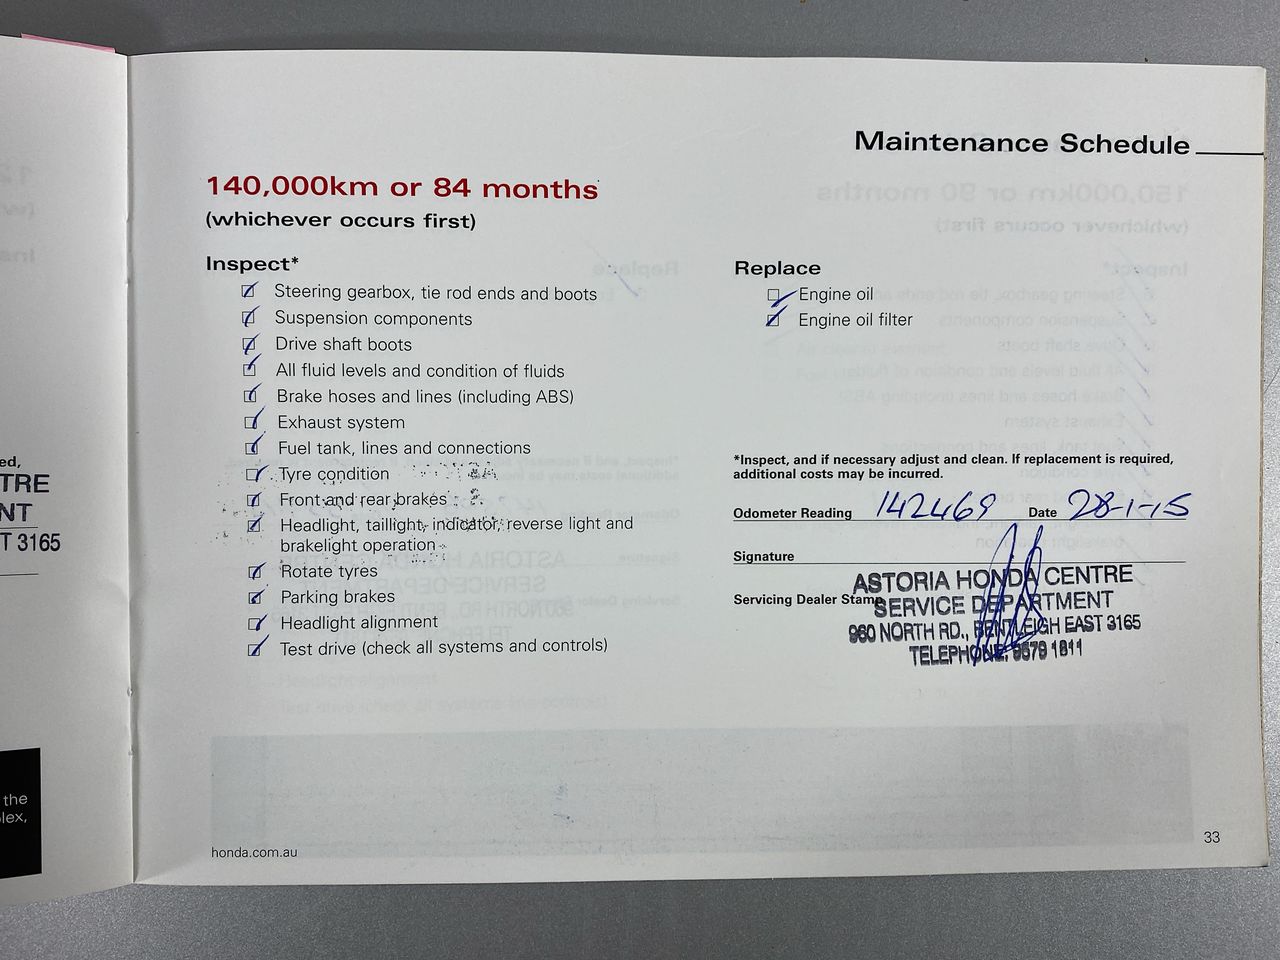 Maintenance Schedule
140,000km or 84 months
(whichever occurs first)
Inspect*
Steering gearbox, tie rod ends and boots
Suspension components
Drive shaft boots
All fluid levels and condition of fluids
Brake hoses and lines (including ABS)
Exhaust system
Fuel tank, lines and connections
Tyre condition
Front and rear brakes
Headlight, taillight, indicator, reverse light and
brakelight operation
Rotate tyres
Parking brakes
Headlight alignment
Test drive (check all systems and controls)
Replace
Engine oil
Engine oil filter
*Inspect, and if necessary adjust and clean. If replacement is required,
additional costs may be incurred.
Odometer Reading 142469 Date 28-1-15
Signature
Servicing Dealer Stamp
ASTORIA HONDA CENTRE
SERVICE DEPARTMENT
960 NORTH RD., BENTLEIGH EAST 3165
TELEPHONE: 9579 1811
honda.com.au
33
ed,
TRE
NT
T 3165
the
lex,